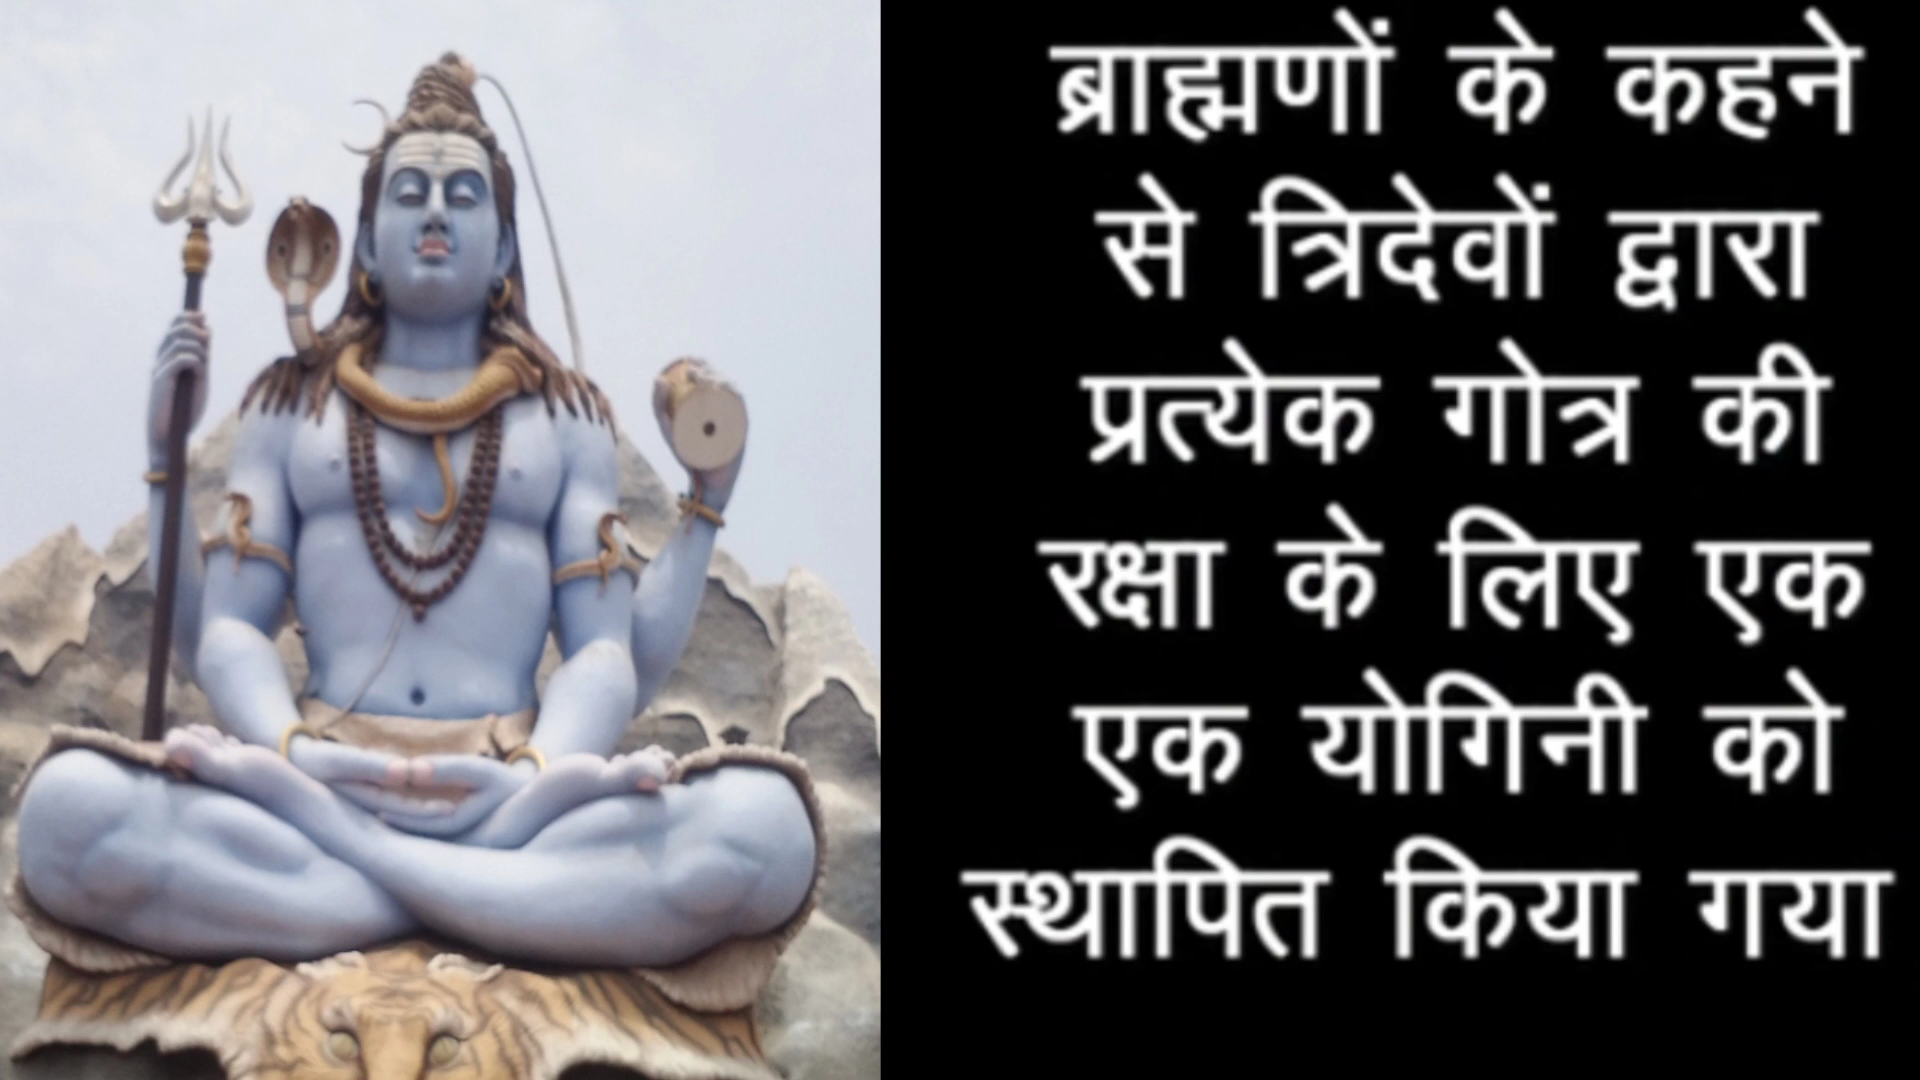 ब्राह्मणों के कहने
से त्रिदेवों द्वारा
प्रत्येक गोत्र की
रक्षा के लिए एक
एक योगिनी को
स्थापित किया गया